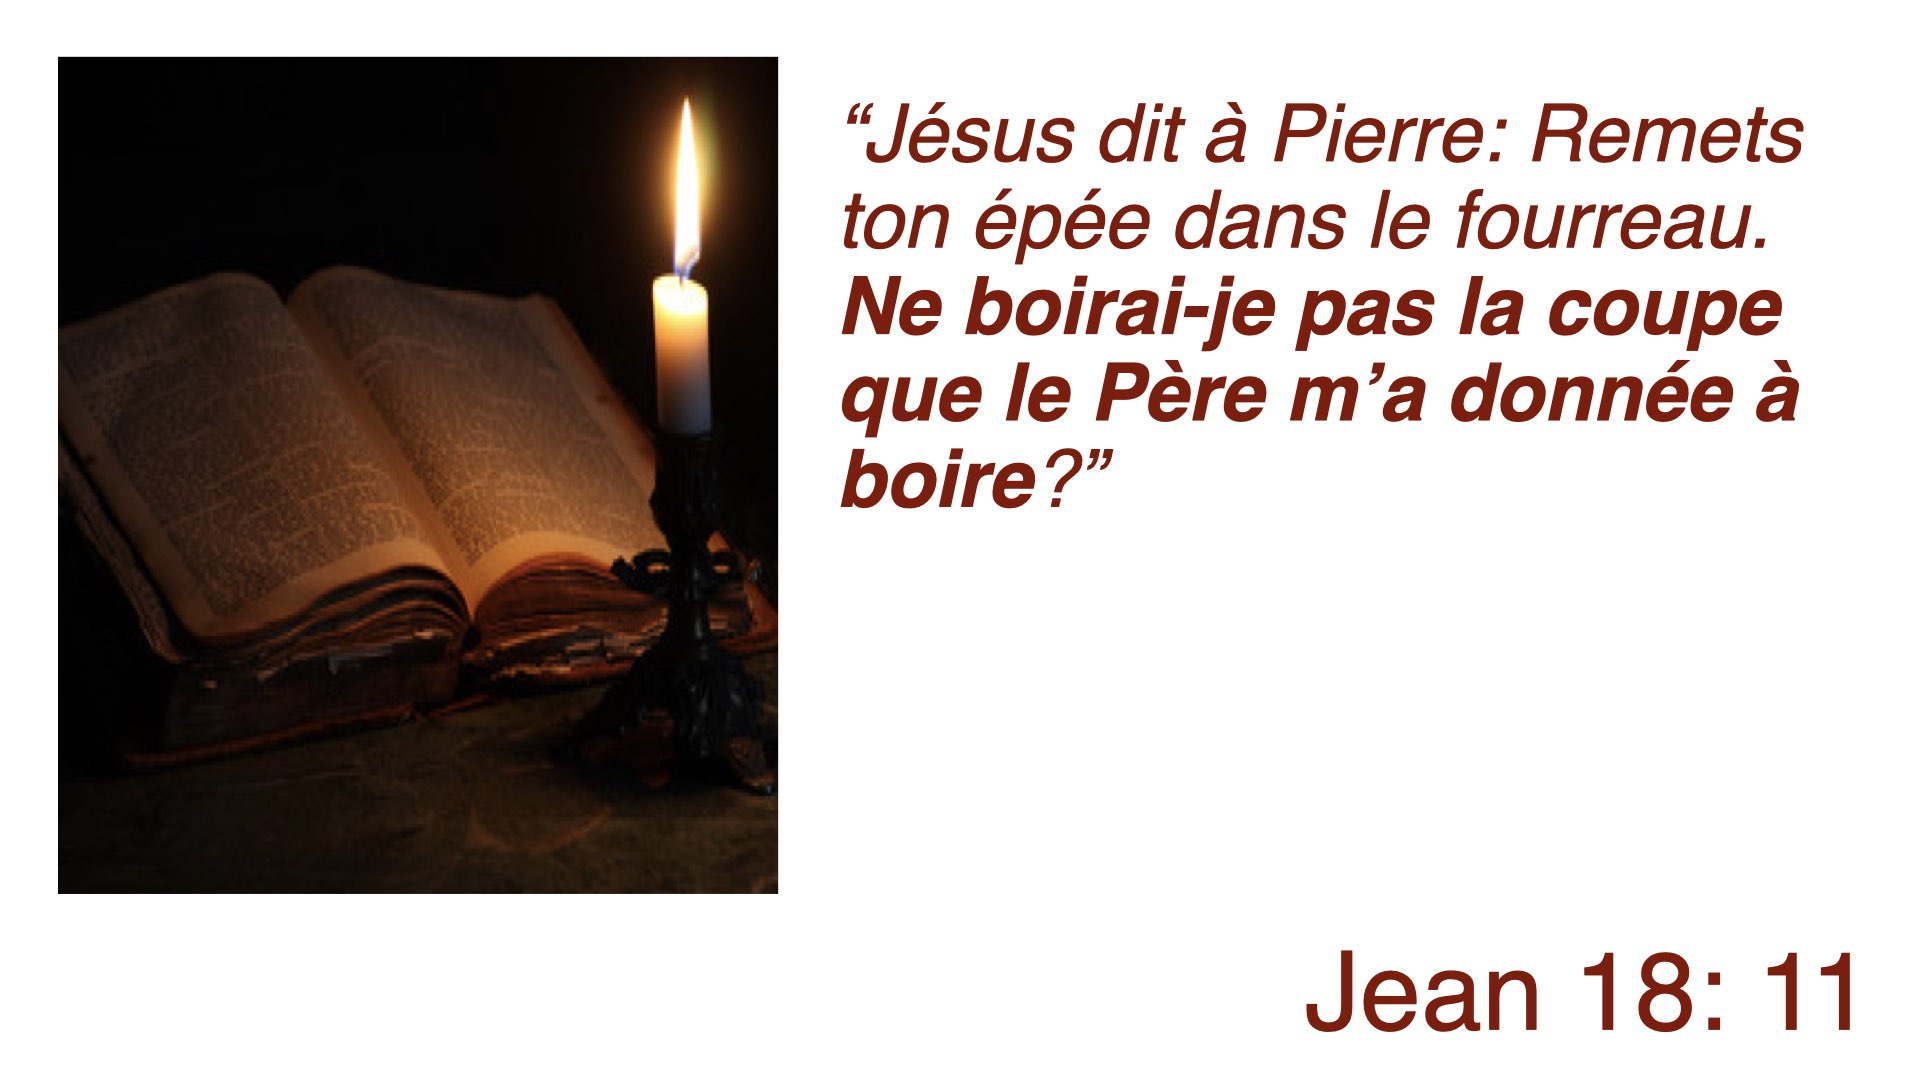 “Jésus dit à Pierre: Remets
ton épée dans le fourreau.
Ne boirai-je pas la coupe
que le Père m’a donnée à
boire?”
Jean 18: 11